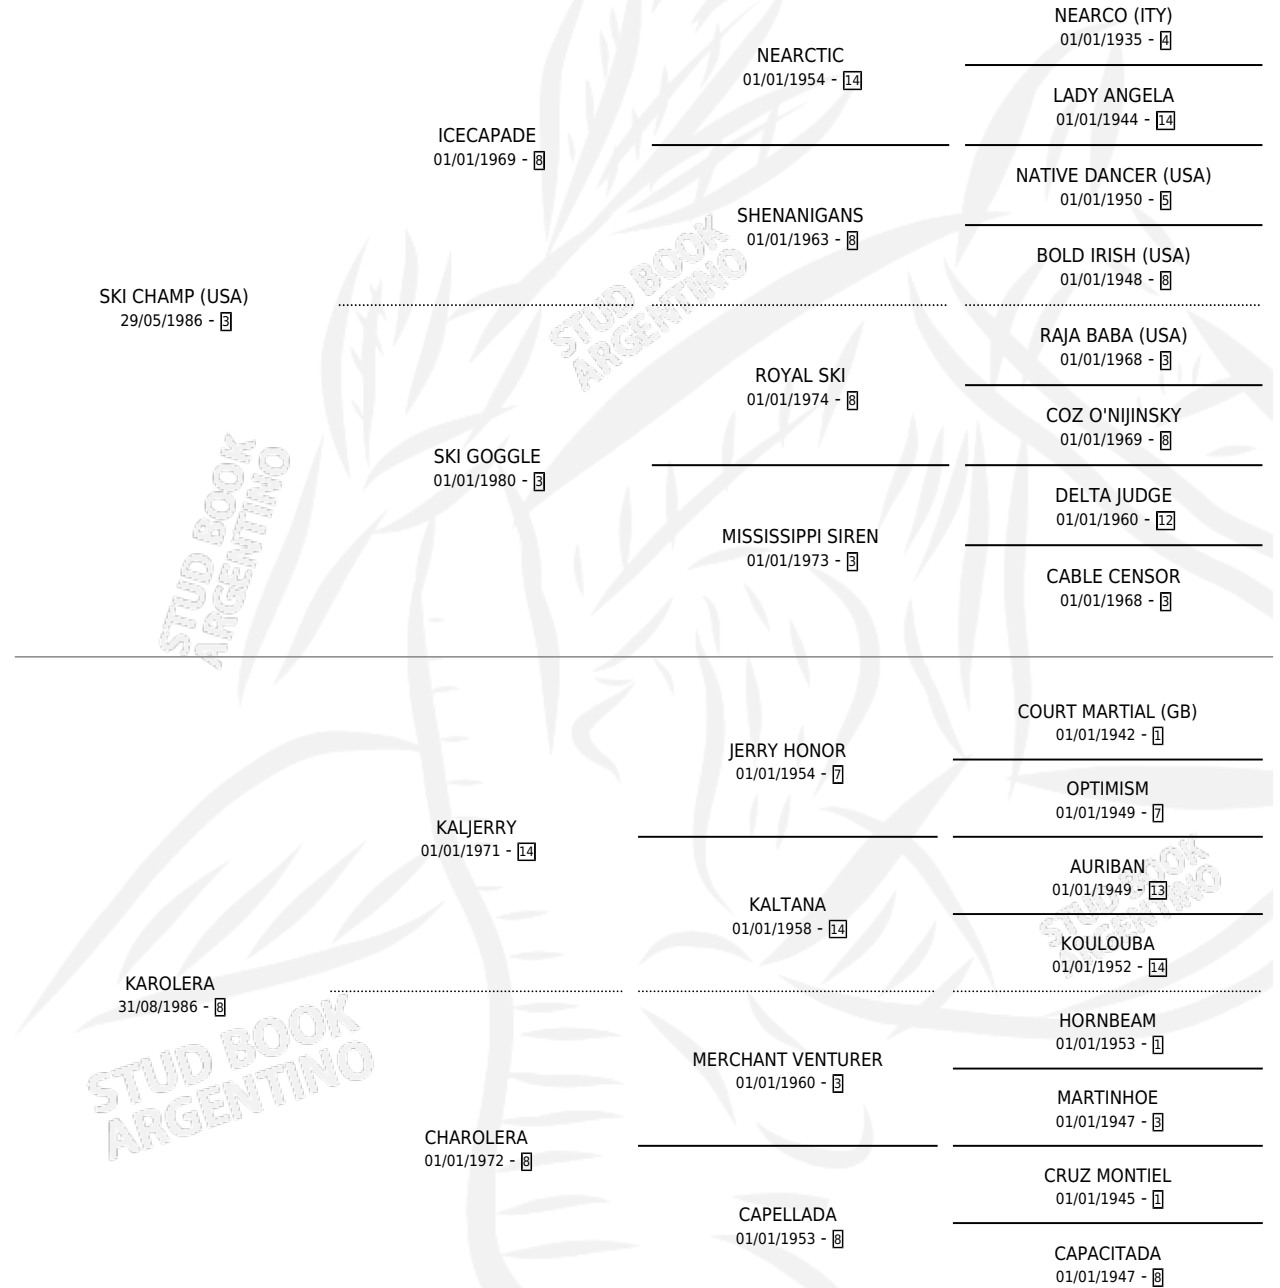 NEARCO (ITY)
01/01/1935 - 4
NEARCTIC
01/01/1954 - 14
LADY ANGELA
01/01/1944 - 14
ICECAPADE
01/01/1969 - 8
NATIVE DANCER (USA)
01/01/1950 - 5
SHENANIGANS
01/01/1963 - 8
BOLD IRISH (USA)
01/01/1948 - 8
SKI CHAMP (USA)
29/05/1986 - 3
STUD BOOK
ARGENTINO
RAJA BABA (USA)
01/01/1968 - 3
ROYAL SKI
01/01/1974 - 8
COZ O'NIJINSKY
01/01/1969 - 8
SKI GOGGLE
01/01/1980 - 3
DELTA JUDGE
01/01/1960 - 12
MISSISSIPPI SIREN
01/01/1973 - 3
CABLE CENSOR
01/01/1968 - 3
STUD BOOK
ARGENTINO
COURT MARTIAL (GB)
01/01/1942 - 1
JERRY HONOR
01/01/1954 - 7
OPTIMISM
01/01/1949 - 7
KALJERRY
01/01/1971 - 14
AURIBAN
01/01/1949 - 13
KALTANA
01/01/1958 - 14
STUD BOOK
ARGENTINO
KOULOUBA
01/01/1952 - 14
KAROLERA
31/08/1986 - 8
HORNBEAM
01/01/1953 - 1
MERCHANT VENTURER
01/01/1960 - 3
STUD BOOK
ARGENTINO
MARTINHOE
01/01/1947 - 3
CHAROLERA
01/01/1972 - 8
CRUZ MONTIEL
01/01/1945 - 1
CAPELLADA
01/01/1953 - 8
CAPACITADA
01/01/1947 - 8